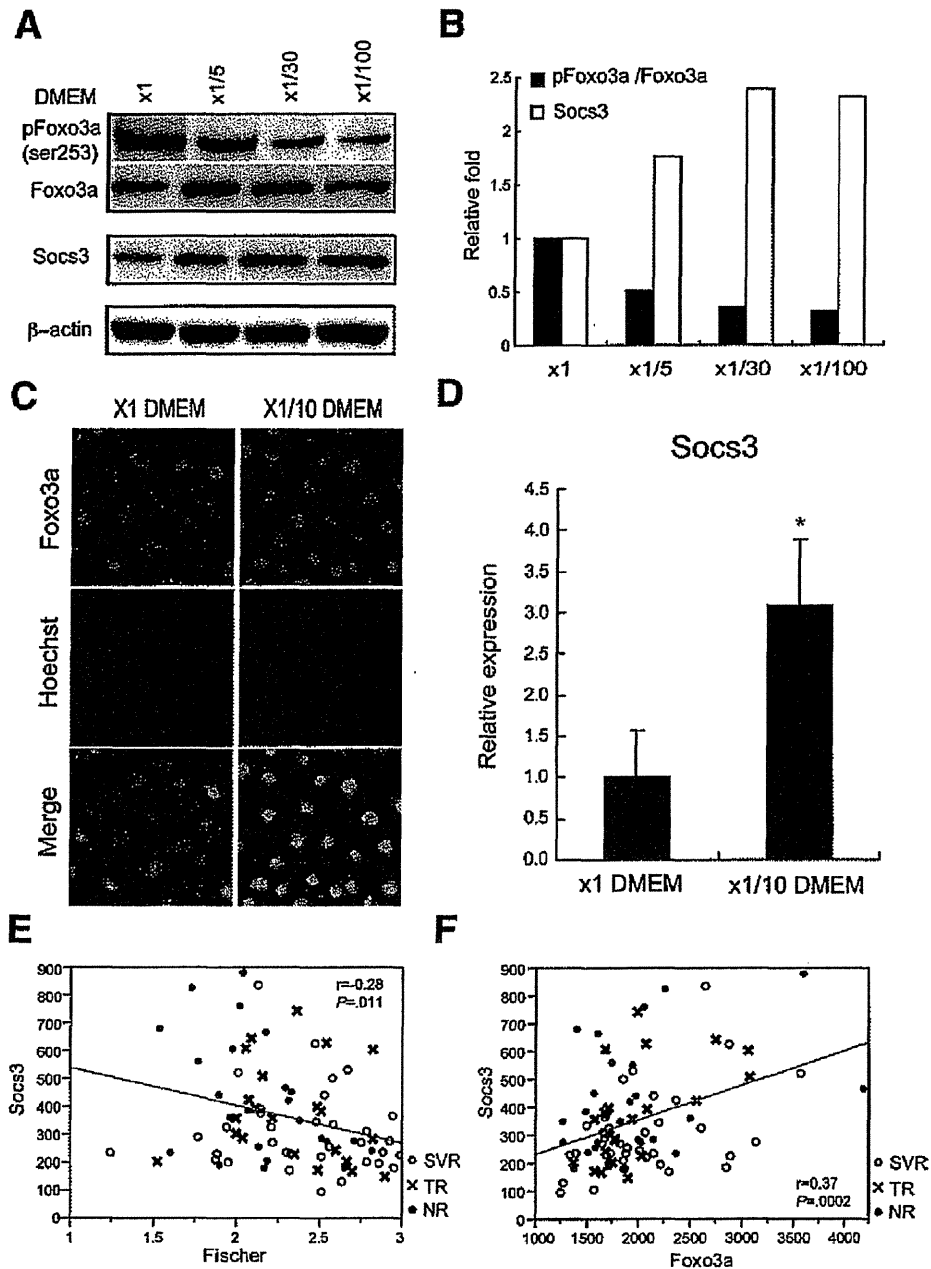 A
DMEM x1 x1/5 x1/30 x1/100
pFoxo3a
(ser253)
Foxo3a
Socs3
β–actin
B
pFoxo3a /Foxo3a
Socs3
Relative fold
2.5
2
1.5
1
0.5
0
x1 x1/5 x1/30 x1/100
C
X1 DMEM X1/10 DMEM
Foxo3a
Hoechst
Merge
D
Socs3
Relative expression
4.5
4.0
3.5
3.0
2.5
2.0
1.5
1.0
0.5
0.0
*
x1 DMEM x1/10 DMEM
E
r=-0.28
P=.011
Socs3
900
800
700
600
500
400
300
200
100
0
1 1.5 2 2.5 3
Fischer
SVR
TR
NR
F
Socs3
900
800
700
600
500
400
300
200
100
0
r=0.37
P=.0002
1000 1500 2000 2500 3000 3500 4000
Foxo3a
SVR
TR
NR